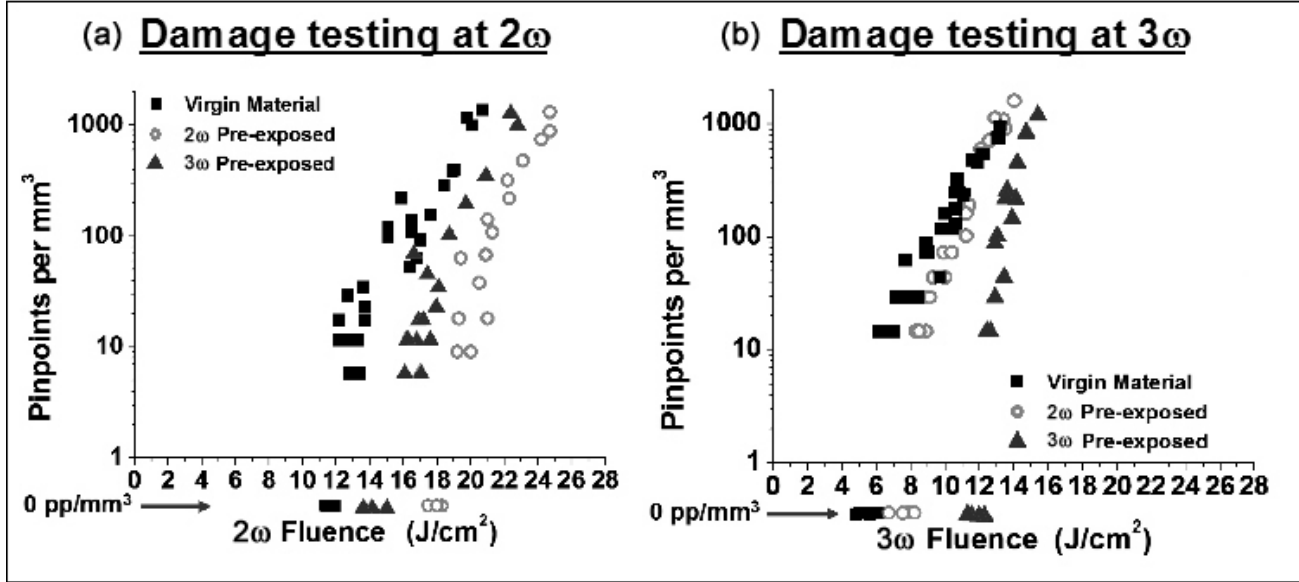 (a) Damage testing at 2ω
Virgin Material
2ω Pre-exposed
3ω Pre-exposed
Pinpoints per mm³
1000
100
10
1
0 2 4 6 8 10 12 14 16 18 20 22 24 26 28
0 pp/mm³
2ω Fluence (J/cm²)
(b) Damage testing at 3ω
Pinpoints per mm³
1000
100
10
1
Virgin Material
2ω Pre-exposed
3ω Pre-exposed
0 2 4 6 8 10 12 14 16 18 20 22 24 26 28
0 pp/mm³
3ω Fluence (J/cm²)